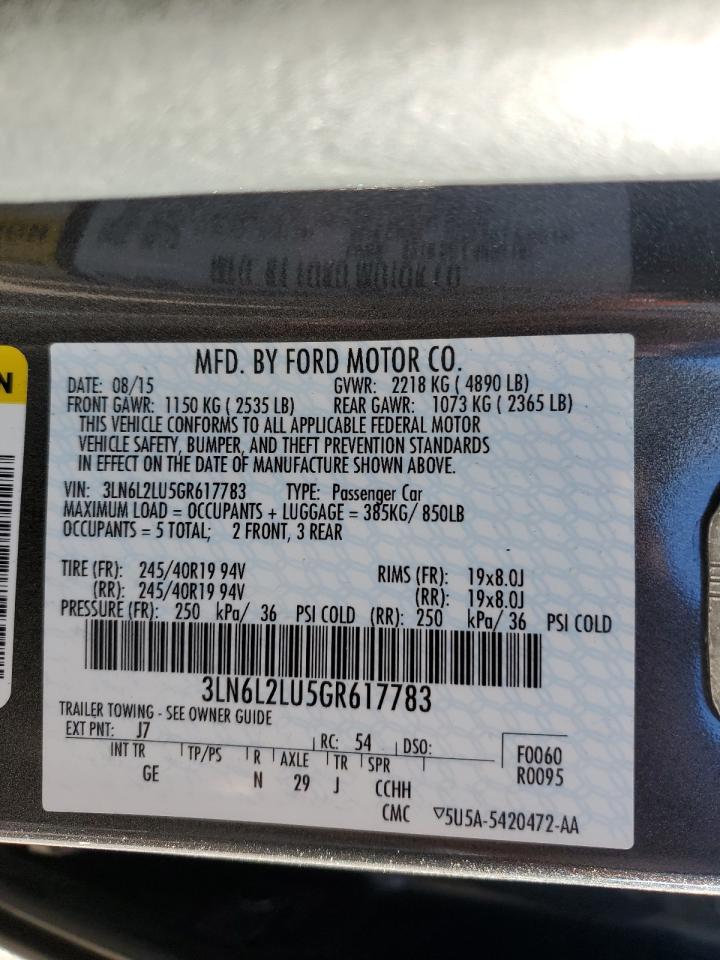 N
MFD. BY FORD MOTOR CO.
DATE: 08/15 GVWR: 2218 KG ( 4890 LB)
FRONT GAWR: 1150 KG ( 2535 LB) REAR GAWR: 1073 KG ( 2365 LB)
THIS VEHICLE CONFORMS TO ALL APPLICABLE FEDERAL MOTOR
VEHICLE SAFETY, BUMPER, AND THEFT PREVENTION STANDARDS
IN EFFECT ON THE DATE OF MANUFACTURE SHOWN ABOVE.
VIN: 3LN6L2LU5GR617783 TYPE: Passenger Car
MAXIMUM LOAD = OCCUPANTS + LUGGAGE = 385KG/ 850LB
OCCUPANTS = 5 TOTAL; 2 FRONT, 3 REAR
TIRE (FR): 245/40R19 94V RIMS (FR): 19x8.0J
(RR): 245/40R19 94V (RR): 19x8.0J
PRESSURE (FR): 250 kPa/ 36 PSI COLD (RR): 250 kPa/ 36 PSI COLD
3LN6L2LU5GR617783
TRAILER TOWING - SEE OWNER GUIDE
EXT PNT: J7 RC: 54 DSO: F0060
INT TR TP/PS R AXLE TR SPR R0095
GE N 29 J CCHH
CMC ▽5U5A-5420472-AA